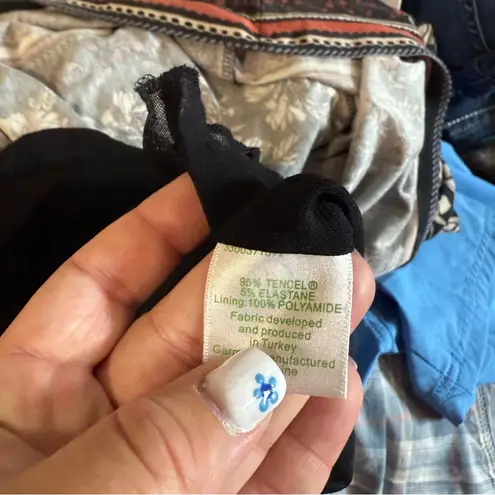 95% TENCEL®
5% ELASTANE
Lining:100% POLYAMIDE
Fabric developed
and produced
in Turkey